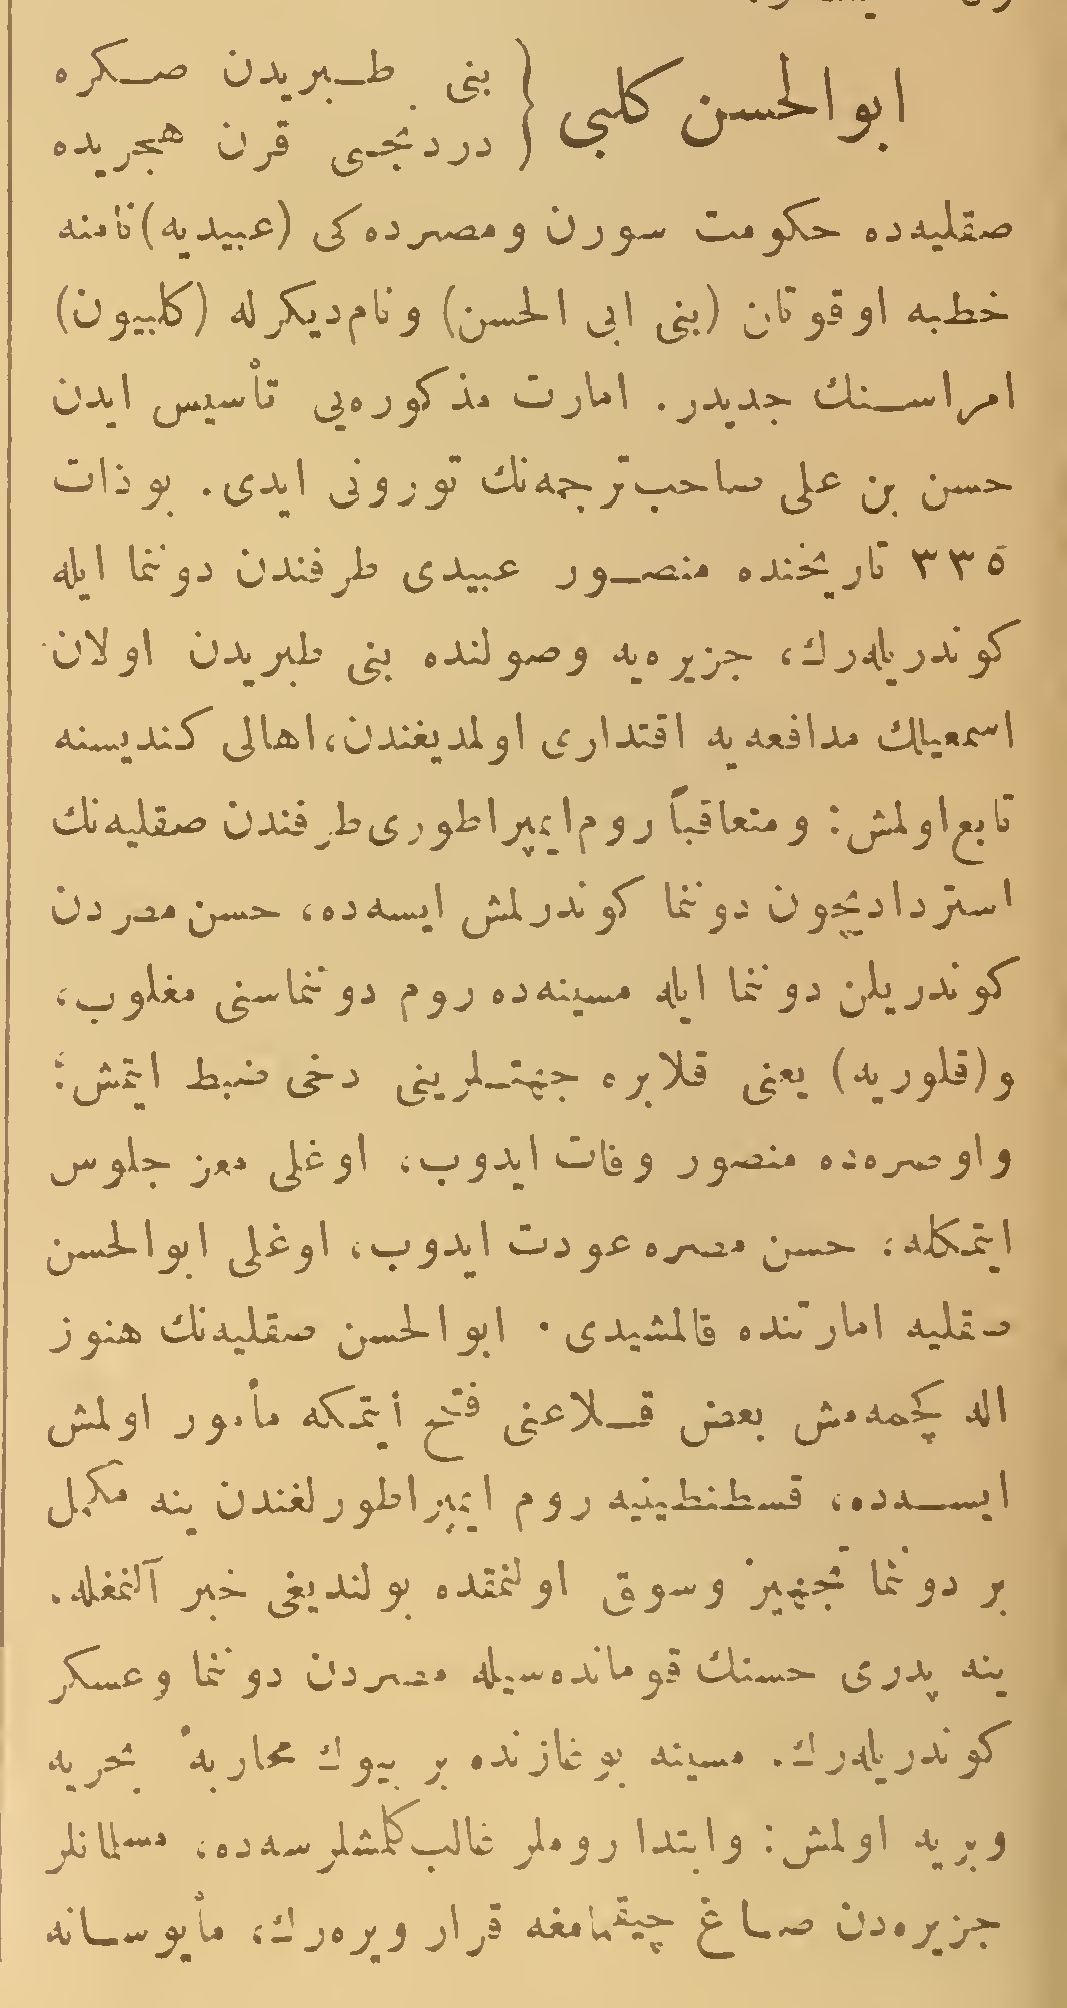 ابوالحسن كلبى { بنى طبريدن صكره
دردنجى قرن هجريده
صقليه‌ده حكومت سورن ومصرده‌كى (عبيديه) نامنه
خطبه اوقوتان (بنى ابى الحسن) ونام ديكرله (كلبيون)
امراسنك جديدر. امارت مذكوره‌يى تأسيس ايدن
حسن بن على صاحب ترجمه‌نك تورونى ايدى. بو ذات
٣٣٥ تاريخنده منصور عبيدى طرفندن دوننما ايله
كوندريله‌رك، جزيره‌يه وصولنده بنى طبريدن اولان
اسمعيلك مدافعه‌يه اقتدارى اولمديغندن، اهالى كنديسنه
تابع اولمش؛ ومتعاقباً روم ايمپراطورى طرفندن صقليه‌نك
استردادیچون دوننما كوندرلمش ايسه‌ده، حسن مصردن
كوندريلن دوننما ايله مسينه‌ده روم دوننماسنى مغلوب،
و(قلوريه) يعنى قلابره جهتلرينى دخى ضبط ايتمش؛
واوصره‌ده منصور وفات ايدوب، اوغلى معز جلوس
ايتمكله، حسن مصره عودت ايدوب، اوغلى ابوالحسن
صقليه امارتنده قالمشيدى. ابوالحسن صقليه‌نك هنوز
اله كچمه‌مش بعض قلاعنى فتح ايتمكه مأمور اولمش
ايسه‌ده، قسطنطينيه روم ايمپراطورلغندن ينه مكمل
بر دوننما تجهيز وسوق اولنمقده بولنديغى خبر آلنمغله،
ينه پدرى حسنك قومانده‌سيله مصردن دوننما وعسكر
كوندريله‌رك. مسينه بوغازنده بر بيوك محاربهٔ بحريه
وبريه اولمش؛ وابتدا روملر غالب كلمشلرسه‌ده، مسلمانلر
جزيره‌دن صاغ چيقمامغه قرار ويره‌رك، مأيوسانه